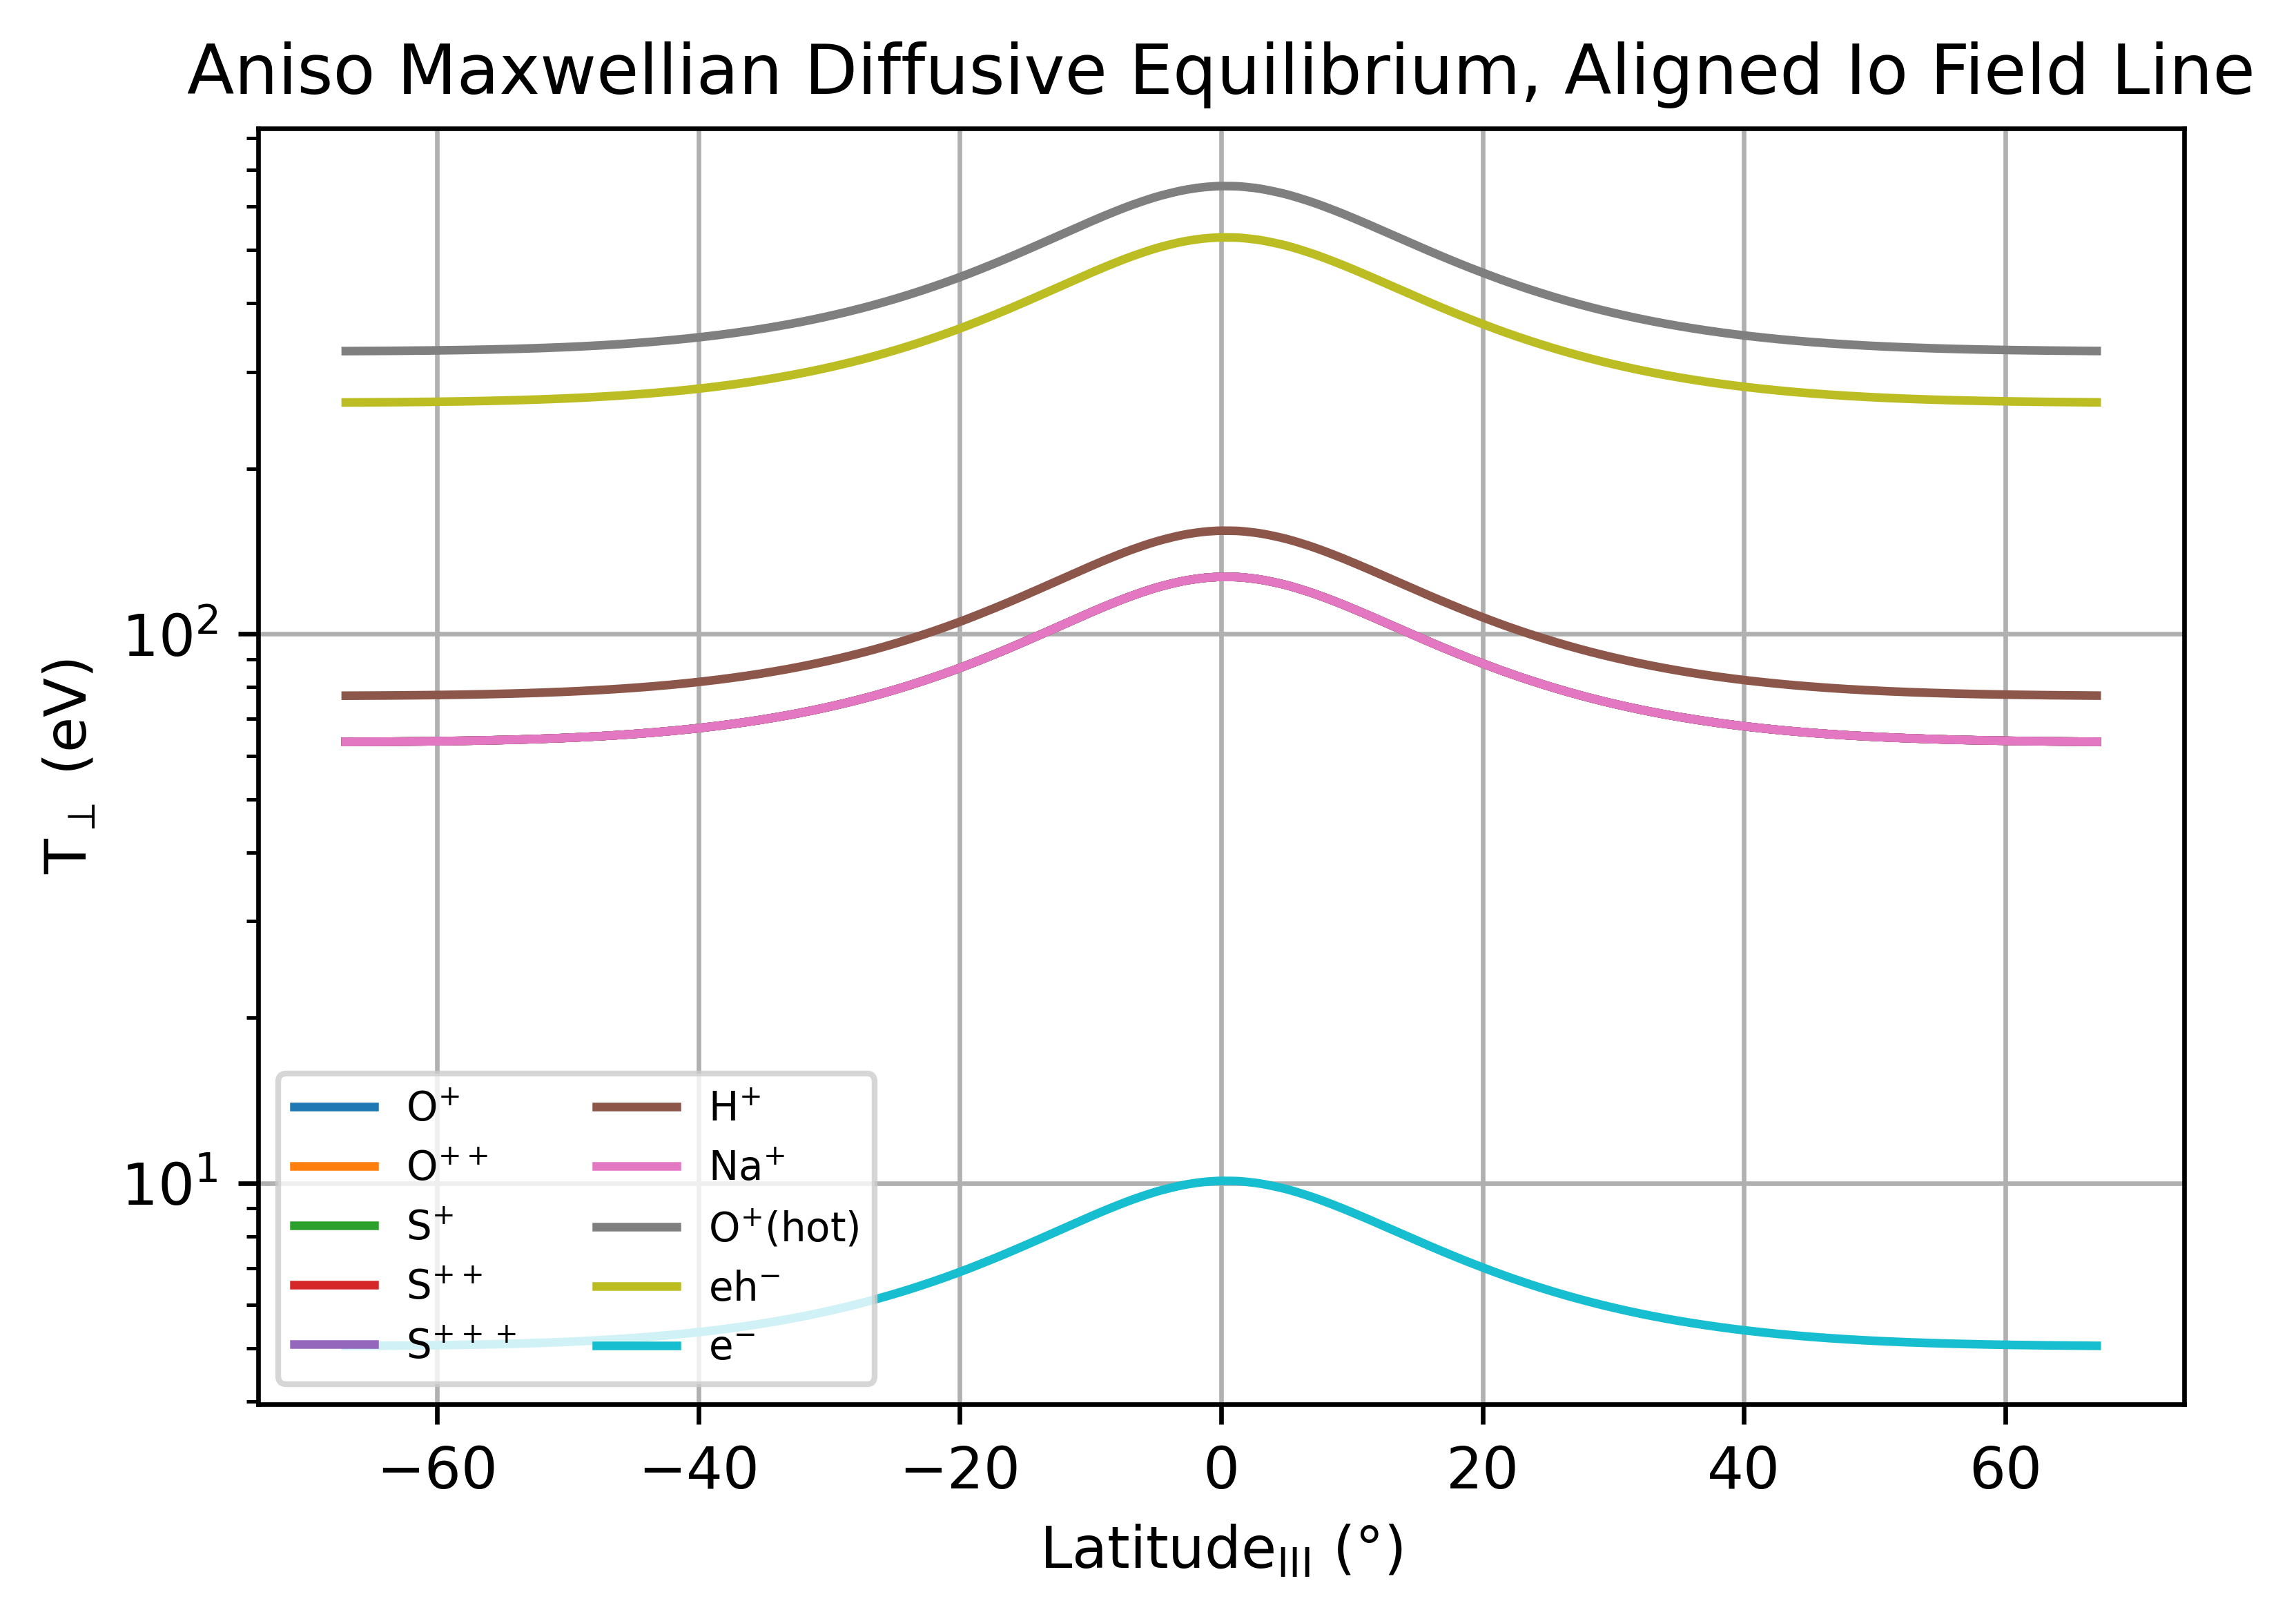 Aniso Maxwellian Diffusive Equilibrium, Aligned Io Field Line
T⊥ (eV)
10²
10¹
O⁺
O⁺⁺
S⁺
S⁺⁺
S⁺⁺⁺
H⁺
Na⁺
O⁺(hot)
eh⁻
e⁻
−60 −40 −20 0 20 40 60
Latitude_III (°)